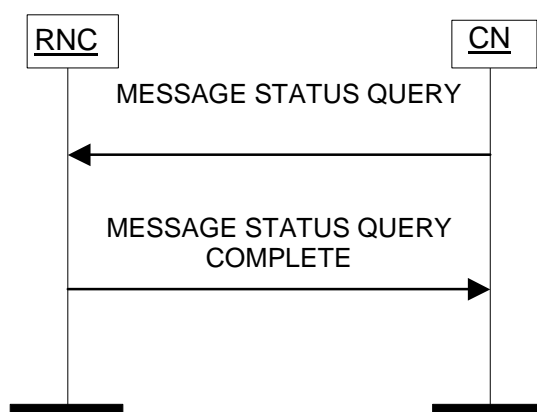 RNC
CN
MESSAGE STATUS QUERY
MESSAGE STATUS QUERY
COMPLETE